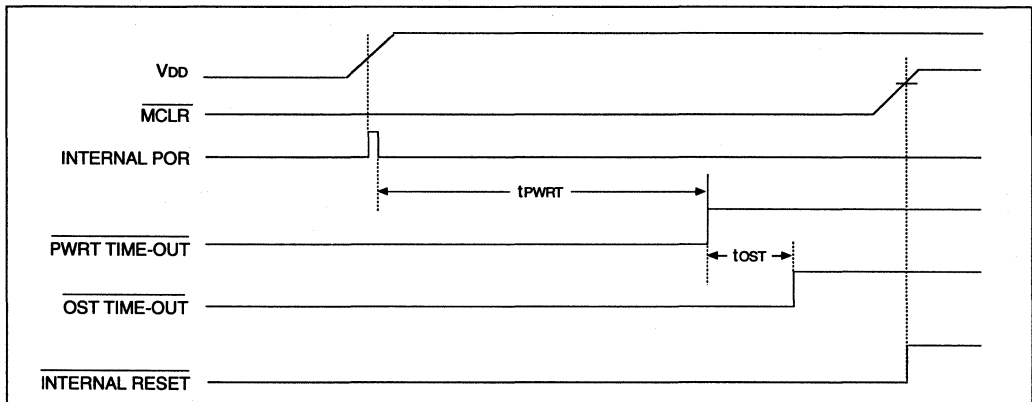 VDD
MCLR
INTERNAL POR
tPWRT
PWRT TIME-OUT
tOST
OST TIME-OUT
INTERNAL RESET